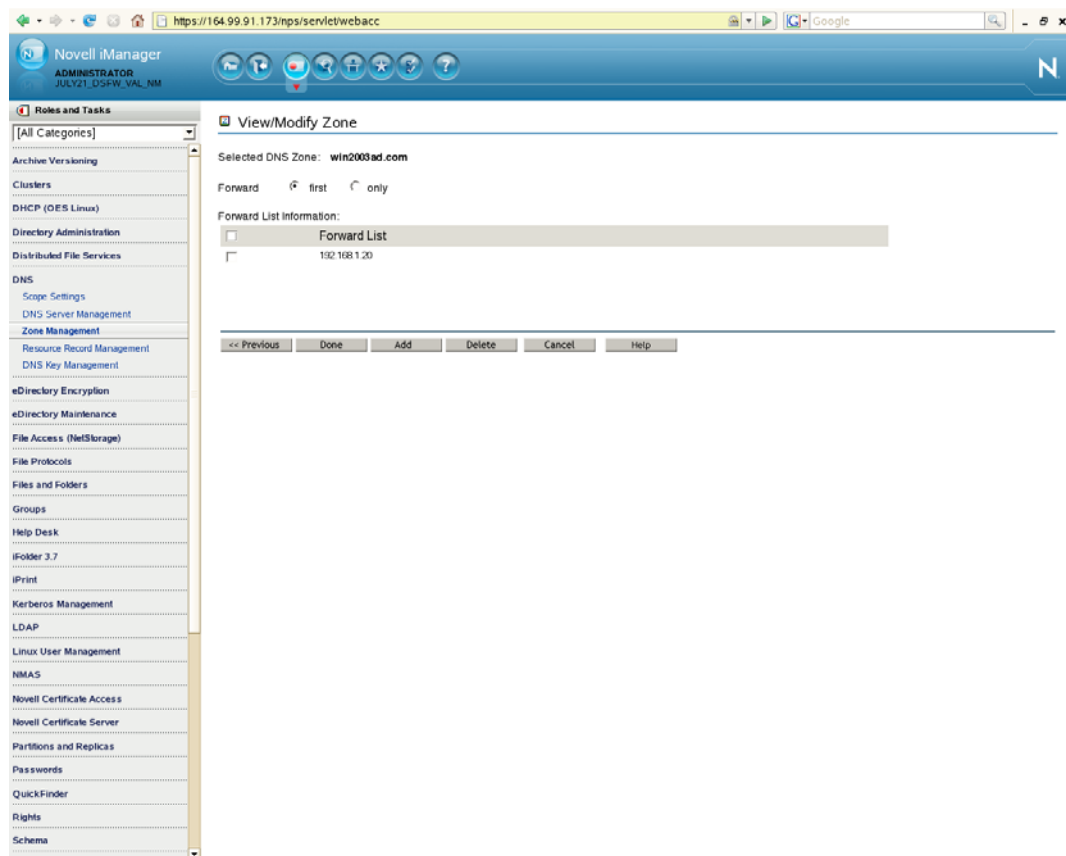 https://164.99.91.173/nps/servlet/webacc
G Google
Novell iManager
ADMINISTRATOR
JULY21_DSFW_VAL_NM
N
Roles and Tasks
[All Categories]
Archive Versioning
Clusters
DHCP (OES Linux)
Directory Administration
Distributed File Services
DNS
Scope Settings
DNS Server Management
Zone Management
Resource Record Management
DNS Key Management
eDirectory Encryption
eDirectory Maintenance
File Access (NetStorage)
File Protocols
Files and Folders
Groups
Help Desk
iFolder 3.7
iPrint
Kerberos Management
LDAP
Linux User Management
NMAS
Novell Certificate Access
Novell Certificate Server
Partitions and Replicas
Passwords
QuickFinder
Rights
Schema
View/Modify Zone
Selected DNS Zone: win2003ad.com
Forward first only
Forward List Information:
Forward List
192.168.1.20
<< Previous Done Add Delete Cancel Help